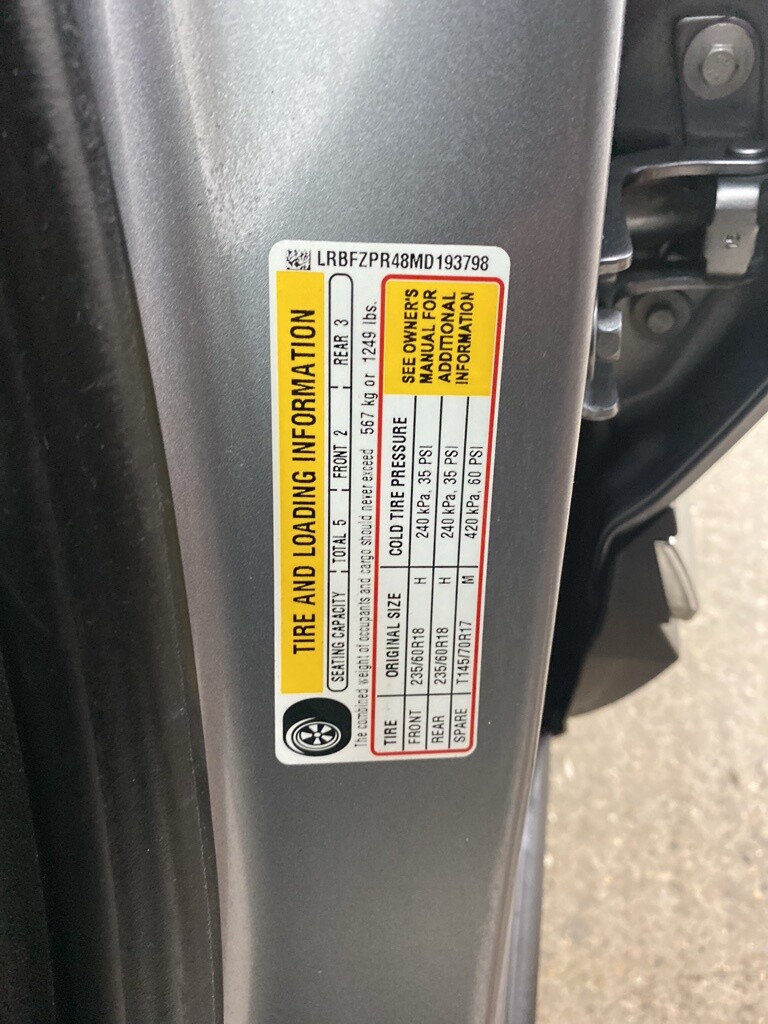 LRBFZPR48MD193798
TIRE AND LOADING INFORMATION
SEATING CAPACITY TOTAL 5 FRONT 2 REAR 3
The combined weight of occupants and cargo should never exceed 567 kg or 1249 lbs.
TIRE ORIGINAL SIZE COLD TIRE PRESSURE
FRONT 235/60R18 H 240 kPa, 35 PSI
REAR 235/60R18 H 240 kPa, 35 PSI
SPARE T145/70R17 M 420 kPa, 60 PSI
SEE OWNER'S
MANUAL FOR
ADDITIONAL
INFORMATION